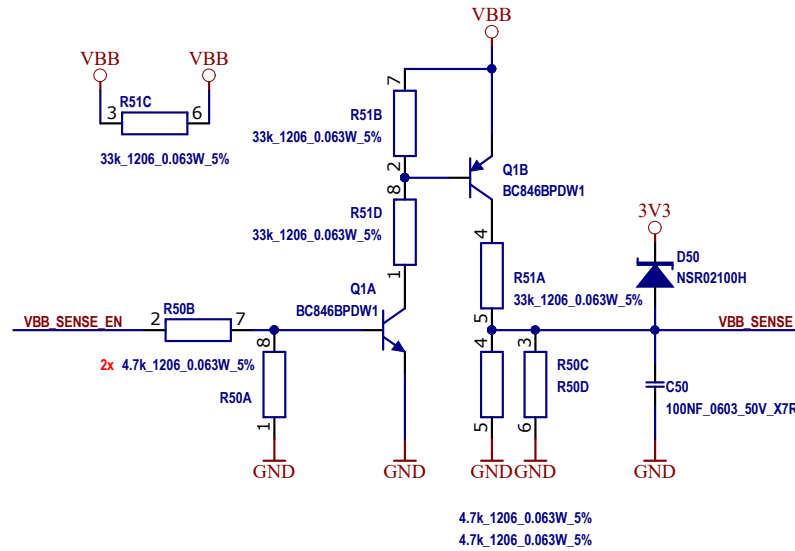 VBB
VBB
VBB
R51C
3
6
33k_1206_0.063W_5%
7
R51B
33k_1206_0.063W_5%
2
Q1B
BC846BPDW1
8
R51D
33k_1206_0.063W_5%
1
4
R51A
33k_1206_0.063W_5%
5
3V3
D50
NSR02100H
Q1A
BC846BPDW1
VBB_SENSE_EN
2
R50B
7
2x 4.7k_1206_0.063W_5%
8
R50A
1
VBB_SENSE_
4
3
R50C
R50D
5
6
C50
100NF_0603_50V_X7R
GND
GND
GND
GND
GND
4.7k_1206_0.063W_5%
4.7k_1206_0.063W_5%